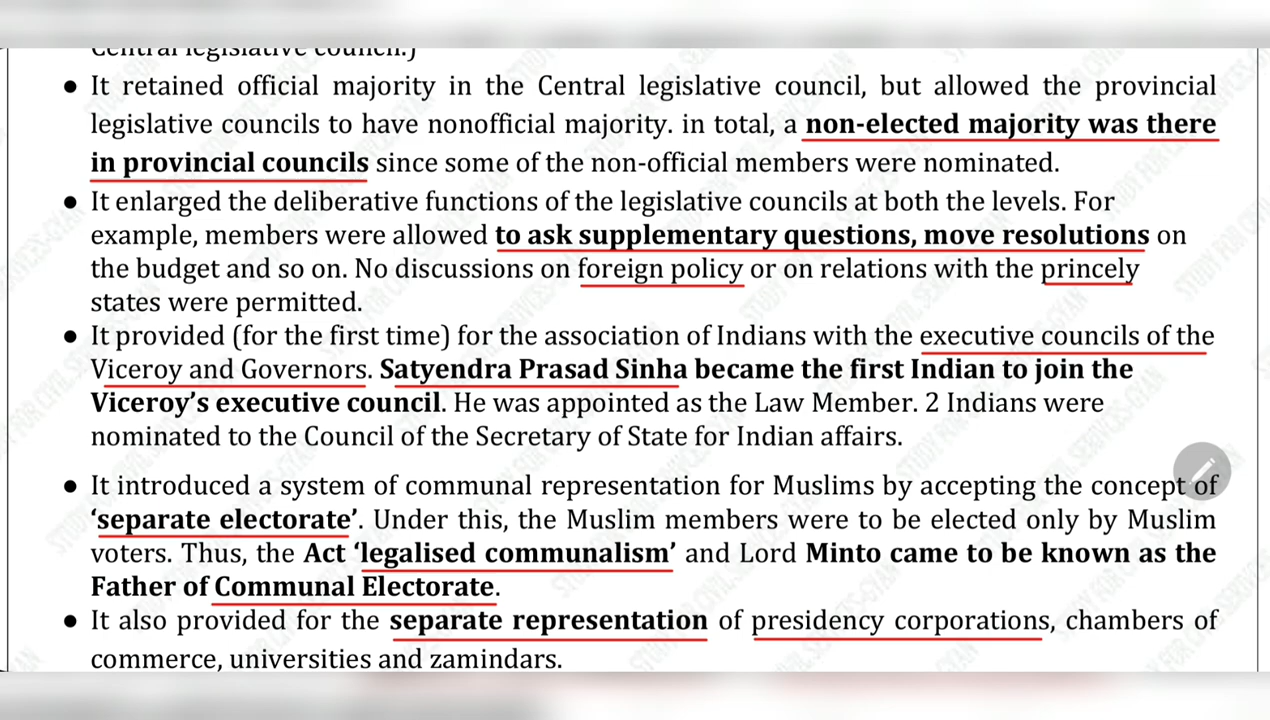 Central legislative council.)
● It retained official majority in the Central legislative council, but allowed the provincial
legislative councils to have nonofficial majority. in total, a non-elected majority was there
in provincial councils since some of the non-official members were nominated.
● It enlarged the deliberative functions of the legislative councils at both the levels. For
example, members were allowed to ask supplementary questions, move resolutions on
the budget and so on. No discussions on foreign policy or on relations with the princely
states were permitted.
● It provided (for the first time) for the association of Indians with the executive councils of the
Viceroy and Governors. Satyendra Prasad Sinha became the first Indian to join the
Viceroy’s executive council. He was appointed as the Law Member. 2 Indians were
nominated to the Council of the Secretary of State for Indian affairs.
● It introduced a system of communal representation for Muslims by accepting the concept of
‘separate electorate’. Under this, the Muslim members were to be elected only by Muslim
voters. Thus, the Act ‘legalised communalism’ and Lord Minto came to be known as the
Father of Communal Electorate.
● It also provided for the separate representation of presidency corporations, chambers of
commerce, universities and zamindars.